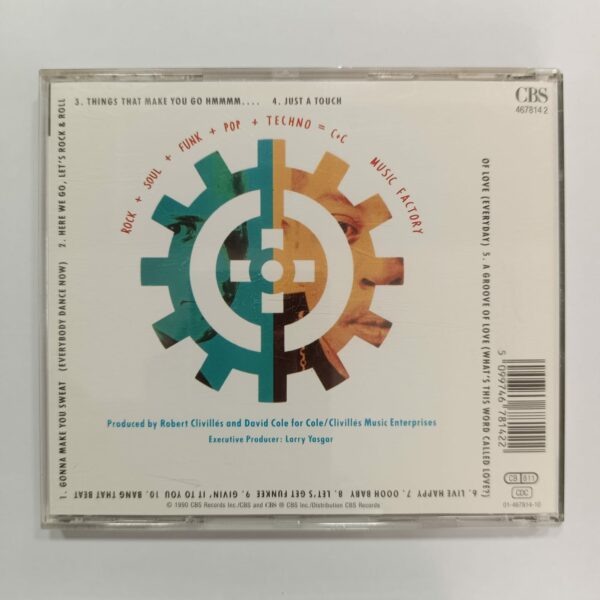 1. GONNA MAKE YOU SWEAT (EVERYBODY DANCE NOW) 2. HERE WE GO, LET'S ROCK & ROLL
3. THINGS THAT MAKE YOU GO HMMMM.... 4. JUST A TOUCH
OF LOVE (EVERYDAY) 5. A GROOVE OF LOVE (WHAT'S THIS WORD CALLED LOVE?)
6. LIVE HAPPY 7. OOOH BABY 8. LET'S GET FUNKEE 9. GIVIN' IT TO YOU 10. BANG THAT BEAT
CBS
467814 2
ROCK + SOUL + FUNK + POP + TECHNO = C+C MUSIC FACTORY
Produced by Robert Clivillés and David Cole for Cole/Clivillés Music Enterprises
Executive Producer: Larry Yasgar
5 099746 781422
CB 811
CDC
© 1990 CBS Records Inc./CBS and CBS ® CBS Inc./Distribution CBS Records
01-467814-10